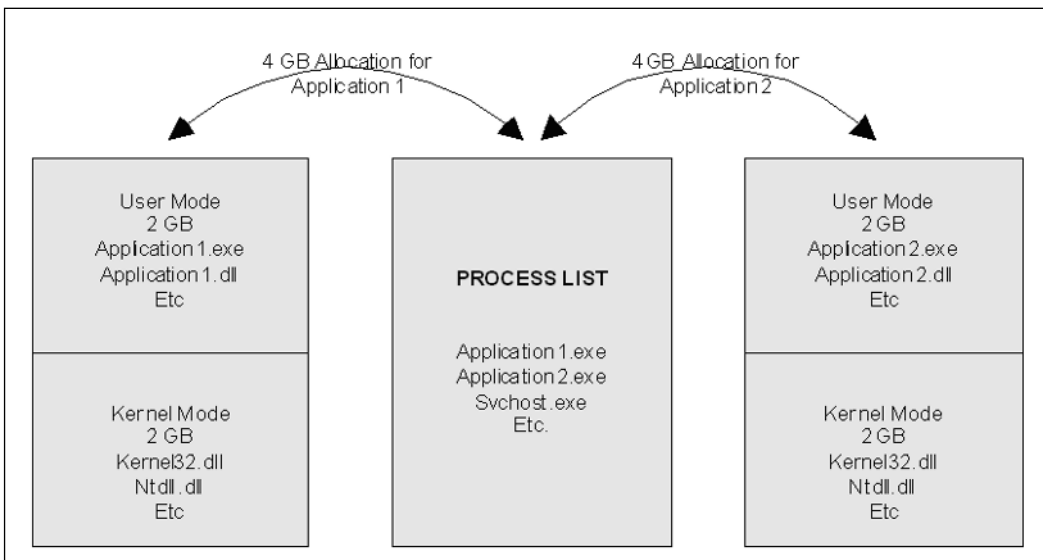 4 GB Allocation for
Application 1
4GB Allocation for
Application 2
User Mode
2 GB
Application 1.exe
Application 1.dll
Etc
Kernel Mode
2 GB
Kernel32.dll
Ntdll.dll
Etc
PROCESS LIST
Application 1.exe
Application 2.exe
Svchost.exe
Etc.
User Mode
2 GB
Application 2.exe
Application 2.dll
Etc
Kernel Mode
2 GB
Kernel32.dll
Ntdll.dll
Etc